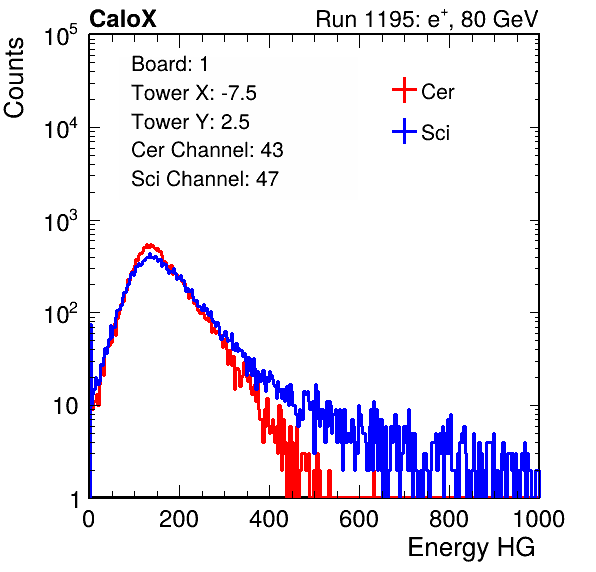 CaloX Run 1195: e⁺, 80 GeV
Counts
10⁵
10⁴
10³
10²
10
1
Board: 1
Tower X: -7.5
Tower Y: 2.5
Cer Channel: 43
Sci Channel: 47
Cer
Sci
0 200 400 600 800 1000
Energy HG